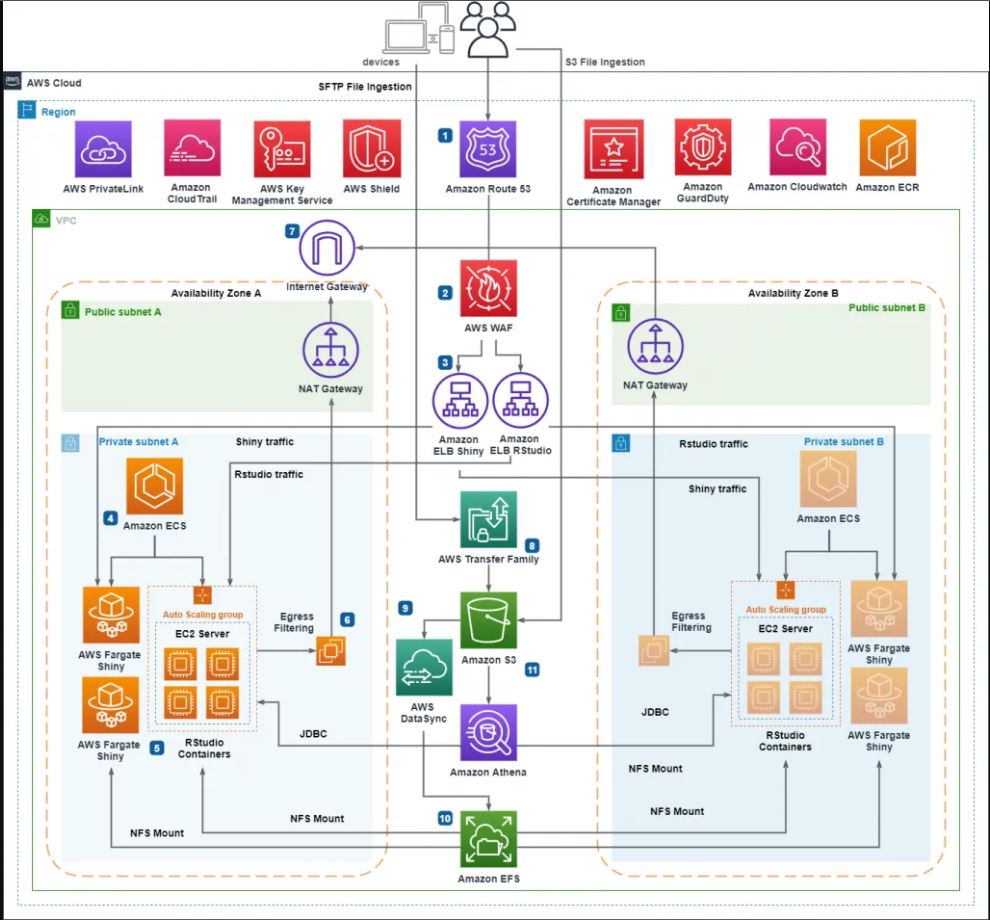 devices
S3 File Ingestion
aws
AWS Cloud
SFTP File Ingestion
Region
1
53
AWS PrivateLink
Amazon
CloudTrail
AWS Key
Management Service
AWS Shield
Amazon Route 53
Amazon
Certificate Manager
Amazon
GuardDuty
Amazon Cloudwatch
Amazon ECR
VPC
7
Internet Gateway
2
AWS WAF
Availability Zone A
Availability Zone B
Public subnet A
Public subnet B
NAT Gateway
NAT Gateway
3
Amazon
ELB Shiny
Amazon
ELB RStudio
Private subnet A
Shiny traffic
Rstudio traffic
Rstudio traffic
Private subnet B
Shiny traffic
4
Amazon ECS
Amazon ECS
8
AWS Transfer Family
AWS Fargate
Shiny
Auto Scaling group
EC2 Server
Egress
Filtering
6
9
Amazon S3
11
Egress
Filtering
Auto Scaling group
EC2 Server
AWS Fargate
Shiny
AWS
DataSync
AWS Fargate
Shiny
5
RStudio
Containers
JDBC
JDBC
Amazon Athena
RStudio
Containers
AWS Fargate
Shiny
NFS Mount
NFS Mount
NFS Mount
NFS Mount
10
Amazon EFS